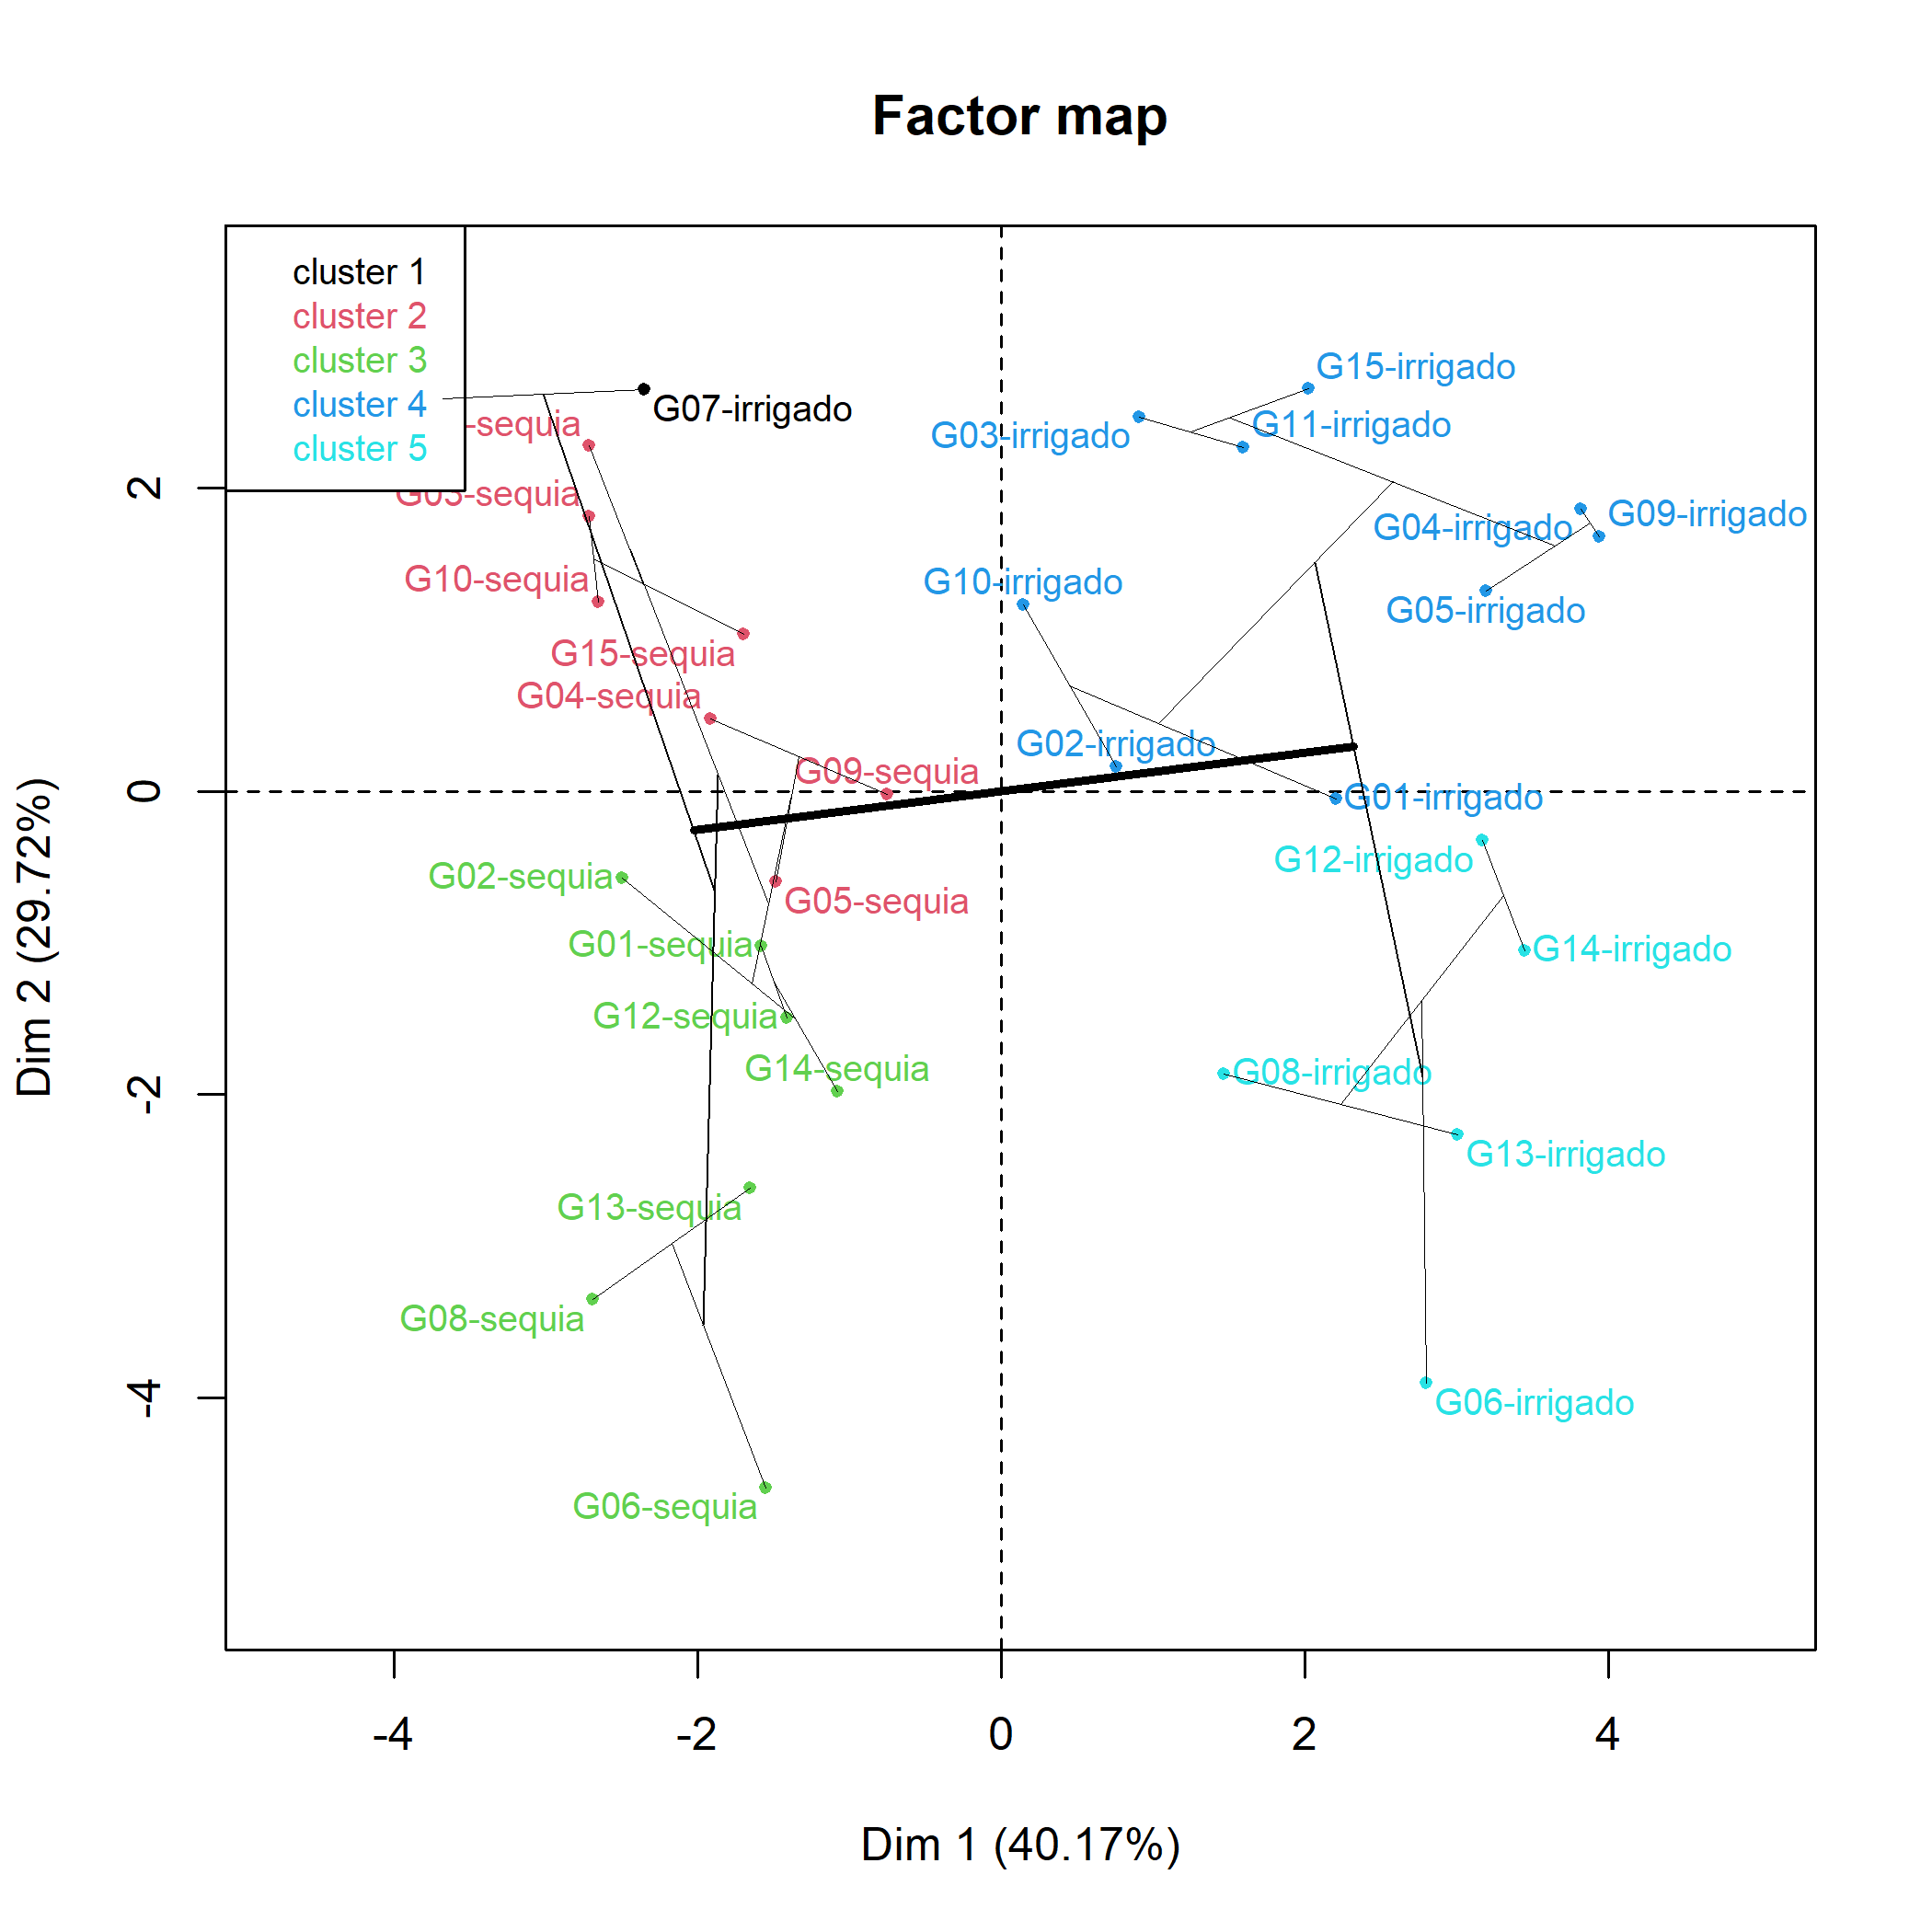 Factor map
cluster 1
cluster 2
cluster 3
cluster 4
cluster 5
G07-irrigado
-sequia
G03-sequia
G10-sequia
G15-sequia
G04-sequia
G09-sequia
G05-sequia
G02-sequia
G01-sequia
G12-sequia
G14-sequia
G13-sequia
G08-sequia
G06-sequia
G15-irrigado
G11-irrigado
G03-irrigado
G09-irrigado
G04-irrigado
G05-irrigado
G10-irrigado
G02-irrigado
G01-irrigado
G12-irrigado
G14-irrigado
G08-irrigado
G13-irrigado
G06-irrigado
2
0
-2
-4
Dim 2 (29.72%)
-4
-2
0
2
4
Dim 1 (40.17%)